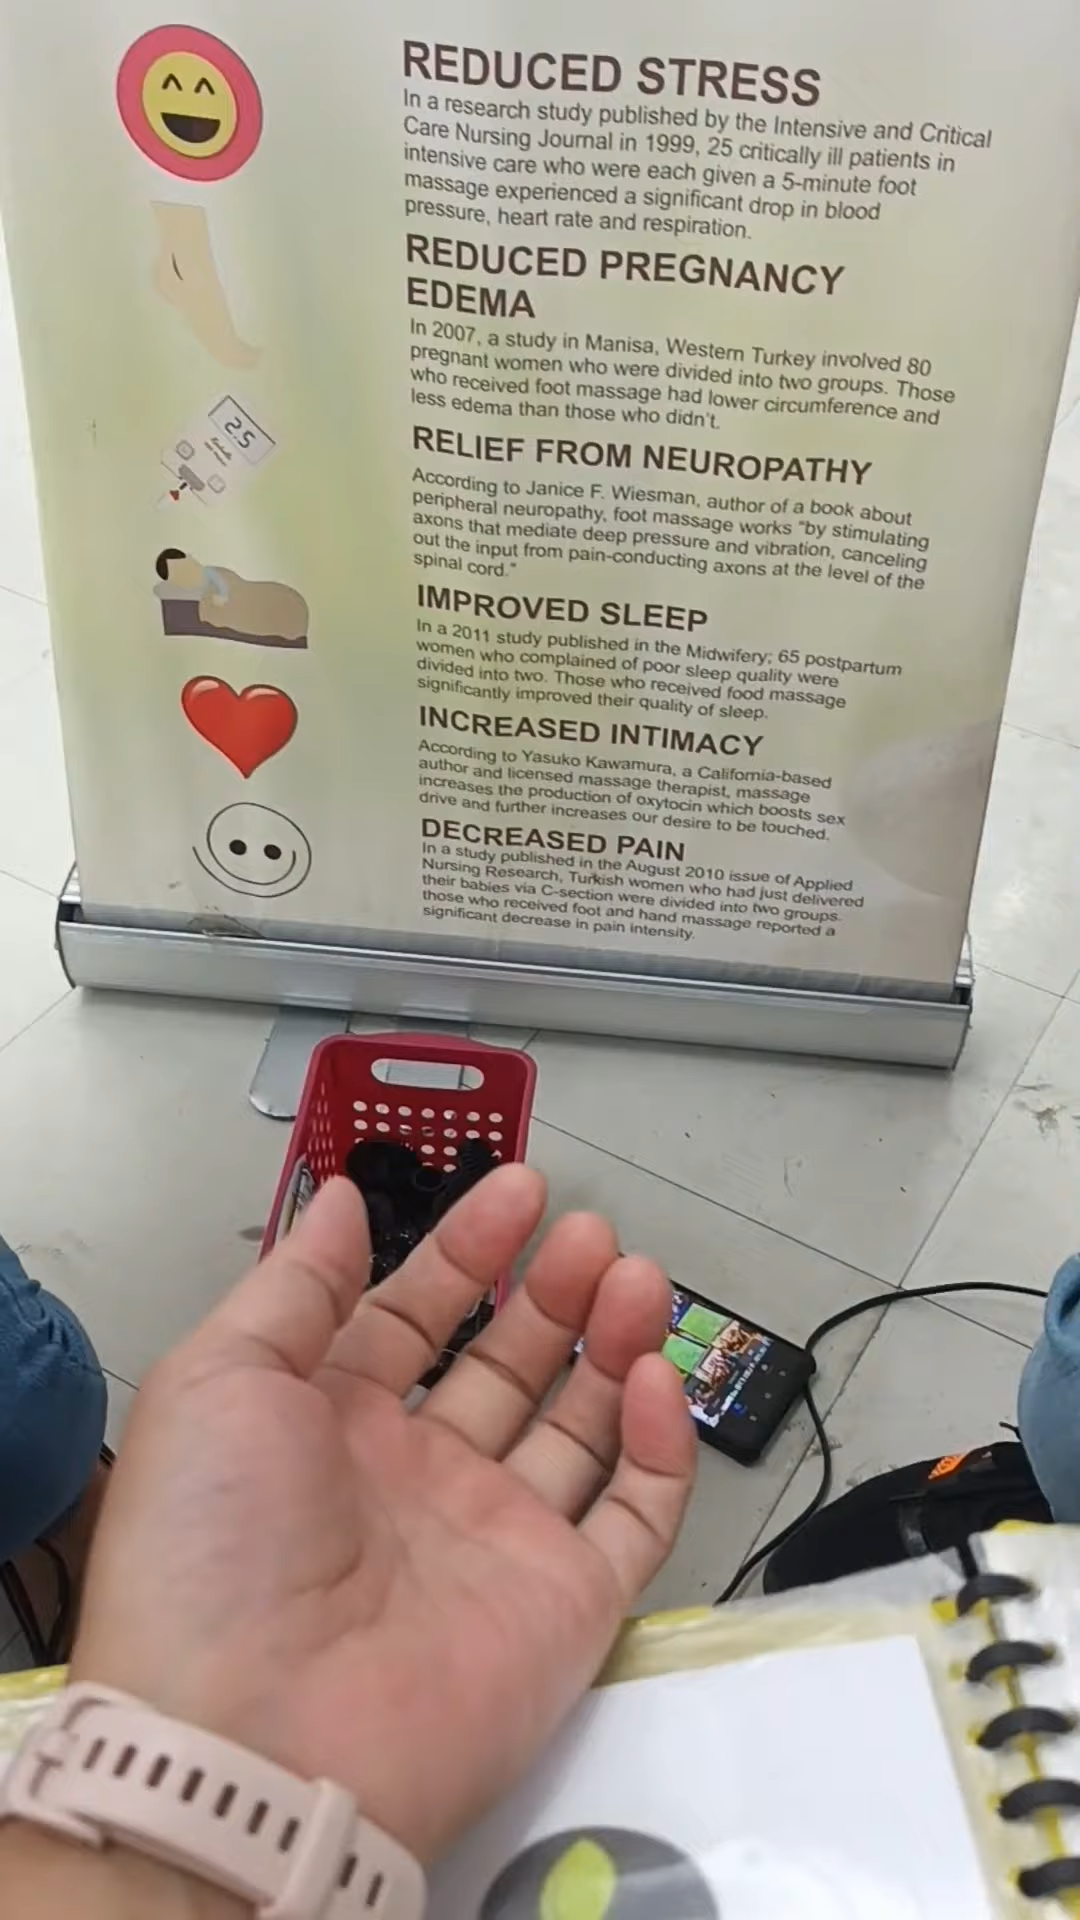 REDUCED STRESS
In a research study published by the Intensive and Critical
Care Nursing Journal in 1999, 25 critically ill patients in
intensive care who were each given a 5-minute foot
massage experienced a significant drop in blood
pressure, heart rate and respiration.
REDUCED PREGNANCY
EDEMA
In 2007, a study in Manisa, Western Turkey involved 80
pregnant women who were divided into two groups. Those
who received foot massage had lower circumference and
less edema than those who didn't.
2.5
RELIEF FROM NEUROPATHY
According to Janice F. Wiesman, author of a book about
peripheral neuropathy, foot massage works "by stimulating
axons that mediate deep pressure and vibration, canceling
out the input from pain-conducting axons at the level of the
spinal cord."
IMPROVED SLEEP
In a 2011 study published in the Midwifery; 65 postpartum
women who complained of poor sleep quality were
divided into two. Those who received food massage
significantly improved their quality of sleep.
INCREASED INTIMACY
According to Yasuko Kawamura, a California-based
author and licensed massage therapist, massage
increases the production of oxytocin which boosts sex
drive and further increases our desire to be touched.
DECREASED PAIN
In a study published in the August 2010 issue of Applied
Nursing Research, Turkish women who had just delivered
their babies via C-section were divided into two groups.
those who received foot and hand massage reported a
significant decrease in pain intensity.